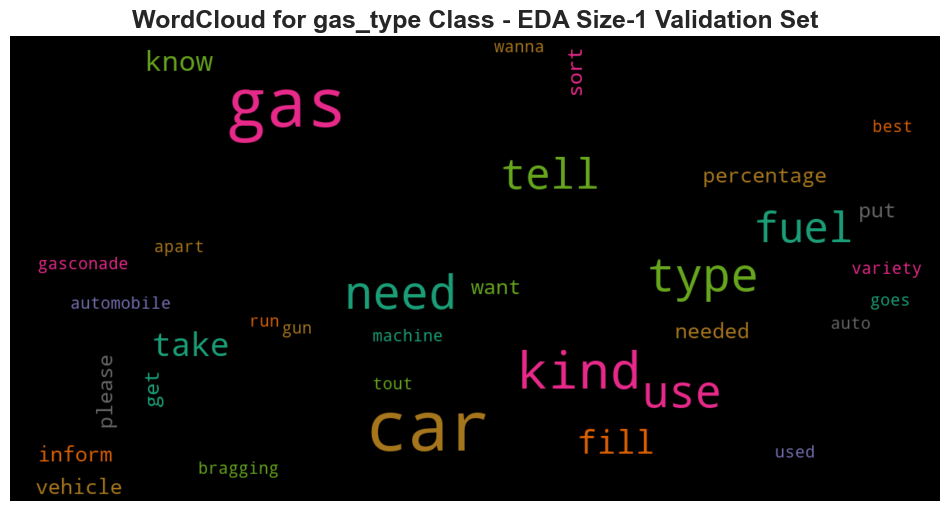 WordCloud for gas_type Class - EDA Size-1 Validation Set
wanna
know
sort
gas
best
tell
percentage
put
fuel
apart
gasconade
variety
type
need
want
automobile
goes
run
gun
auto
needed
machine
take
kind
please
get
tout
use
car
fill
inform
used
bragging
vehicle